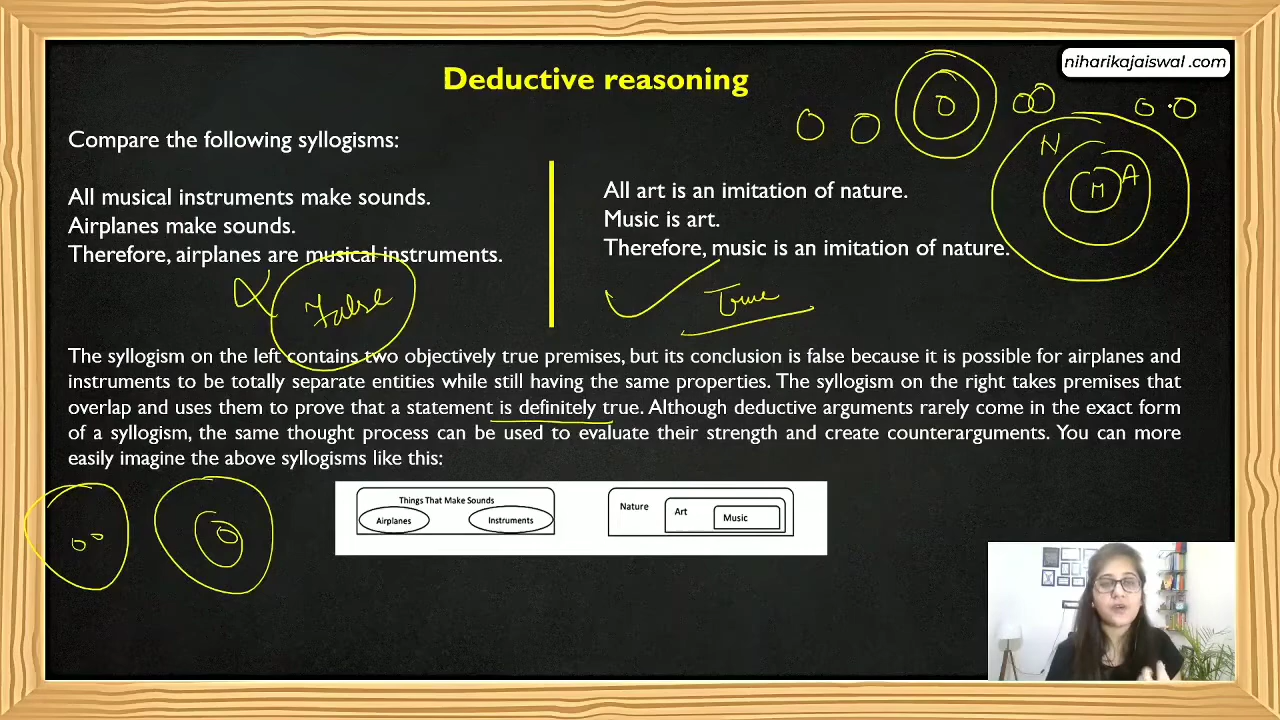 niharikajaiswal.com
Deductive reasoning
Compare the following syllogisms:
All musical instruments make sounds.
Airplanes make sounds.
Therefore, airplanes are musical instruments.
False
All art is an imitation of nature.
Music is art.
Therefore, music is an imitation of nature.
True
N
A
M
The syllogism on the left contains two objectively true premises, but its conclusion is false because it is possible for airplanes and
instruments to be totally separate entities while still having the same properties. The syllogism on the right takes premises that
overlap and uses them to prove that a statement is definitely true. Although deductive arguments rarely come in the exact form
of a syllogism, the same thought process can be used to evaluate their strength and create counterarguments. You can more
easily imagine the above syllogisms like this:
Things That Make Sounds
Airplanes
Instruments
Nature
Art
Music